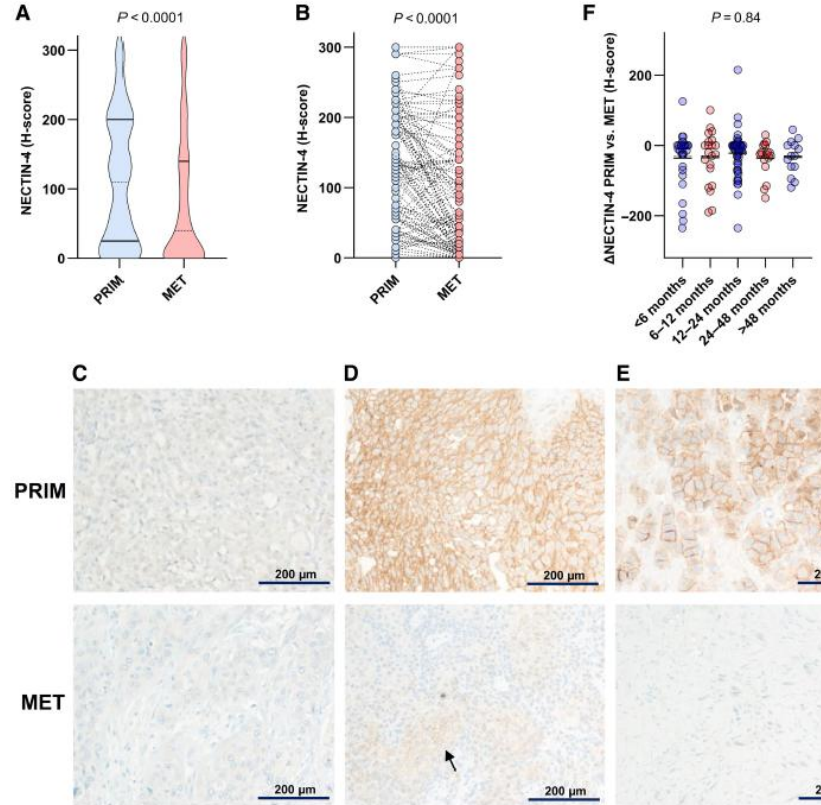 A
P < 0.0001
NECTIN-4 (H-score)
300
200
100
0
PRIM
MET
B
P < 0.0001
NECTIN-4 (H-score)
300
200
100
0
PRIM
MET
F
P = 0.84
ΔNECTIN-4 PRIM vs. MET (H-score)
200
0
−200
<6 months
6–12 months
12–24 months
24–48 months
>48 months
C
D
E
PRIM
200 µm
200 µm
2
MET
200 µm
200 µm
2